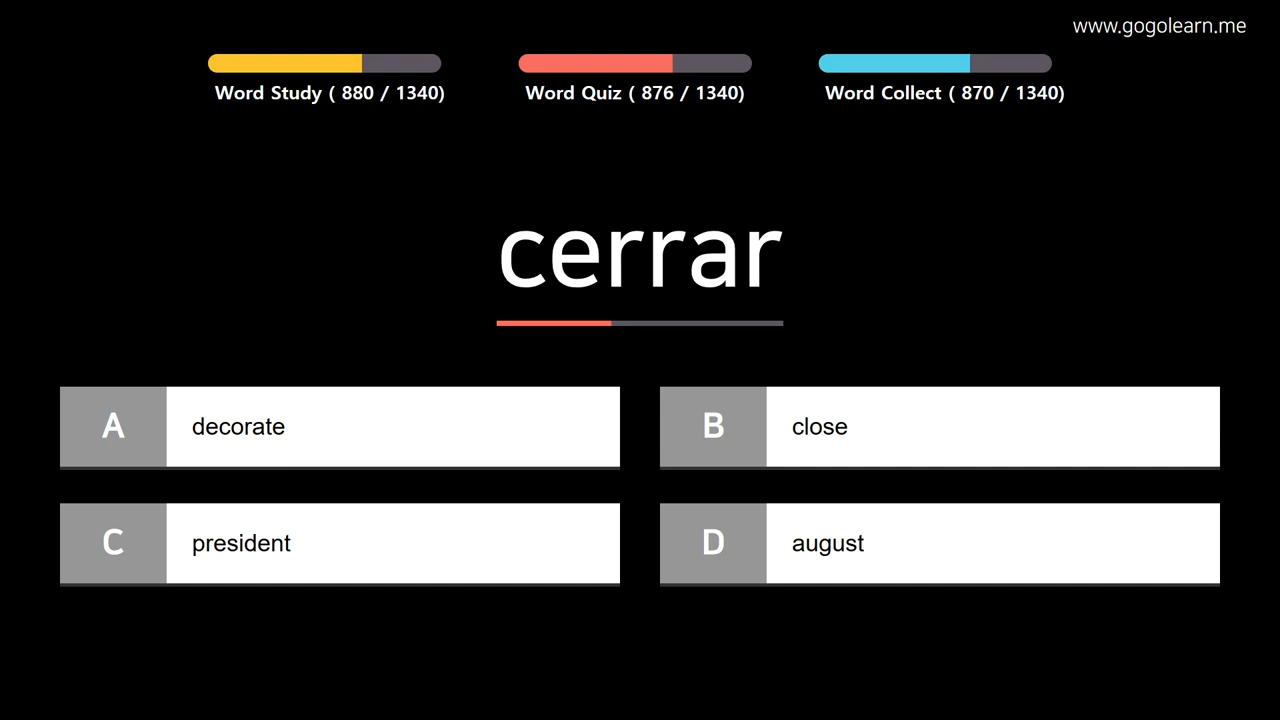 www.gogolearn.me
Word Study ( 880 / 1340)
Word Quiz ( 876 / 1340)
Word Collect ( 870 / 1340)
cerrar
A decorate
B close
C president
D august